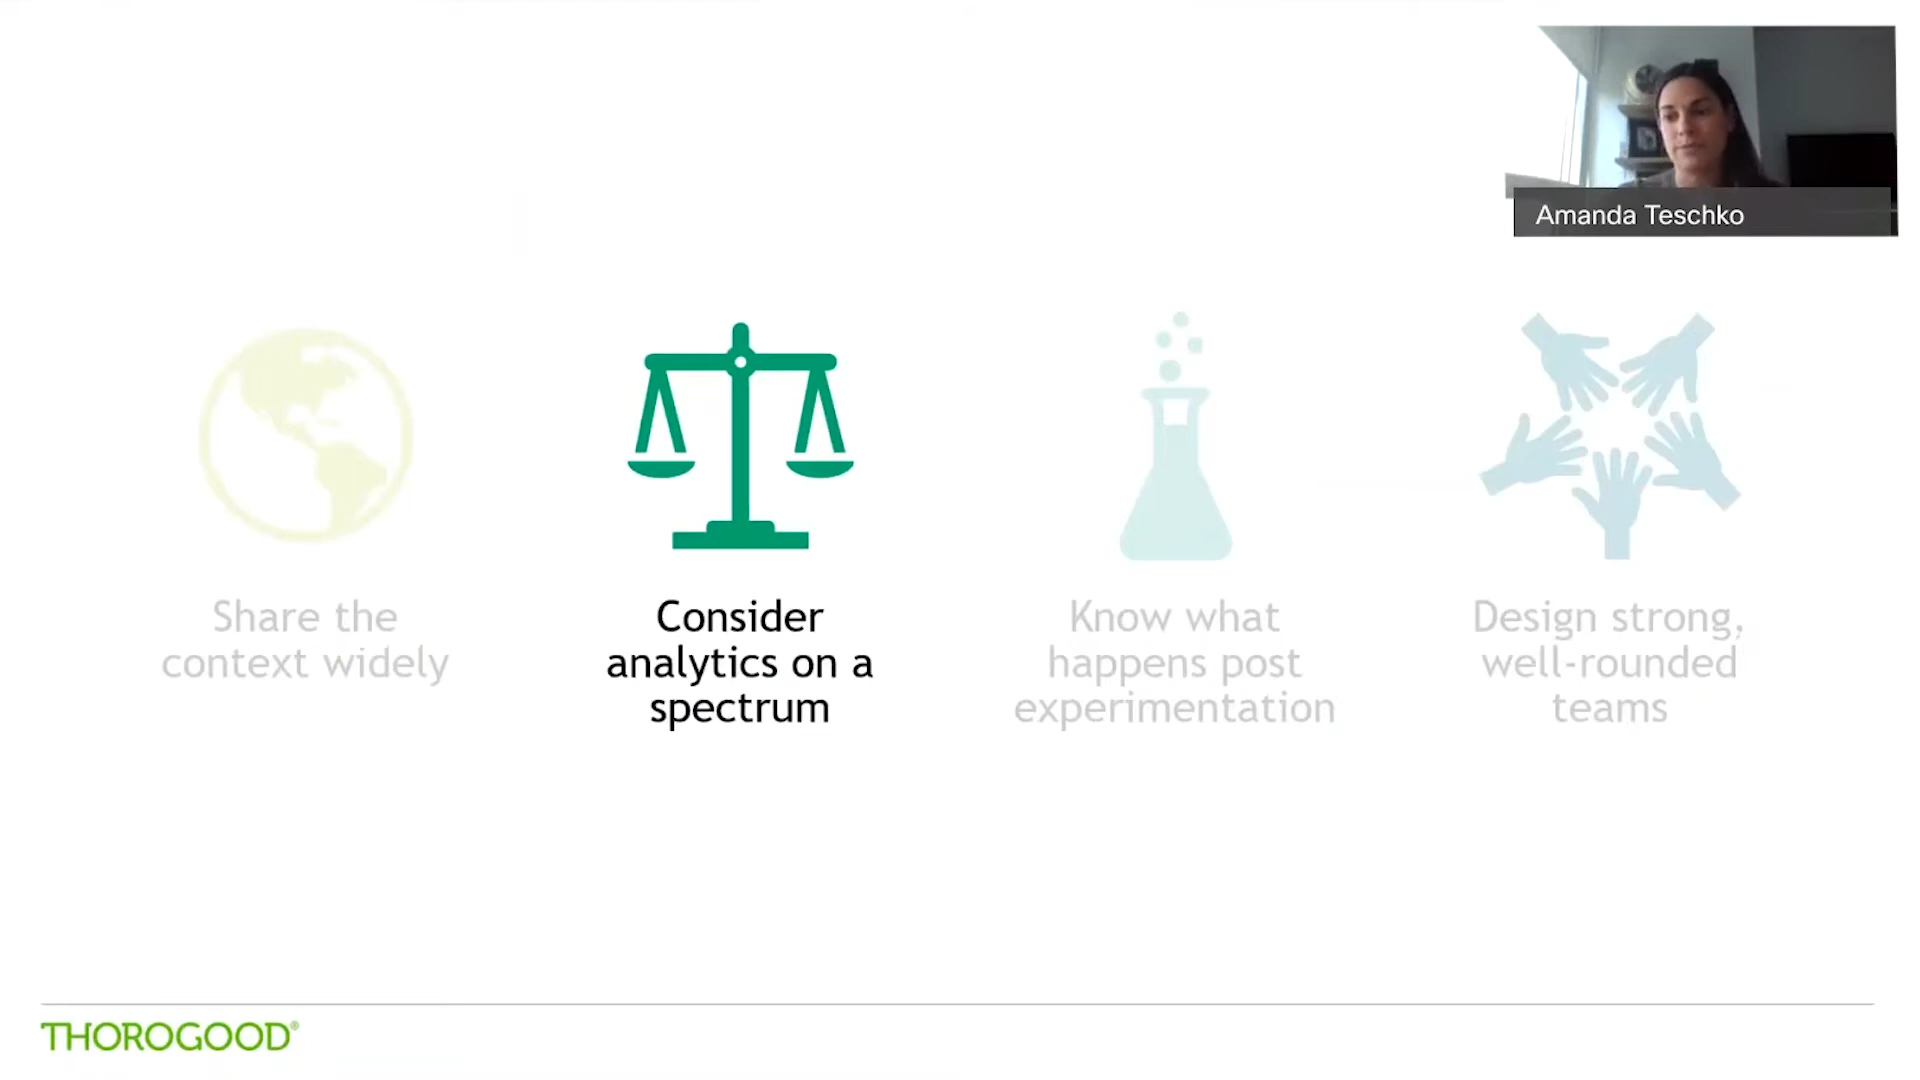 Amanda Teschko
Share the
context widely
Consider
analytics on a
spectrum
Know what
happens post
experimentation
Design strong,
well-rounded
teams
THOROGOOD®